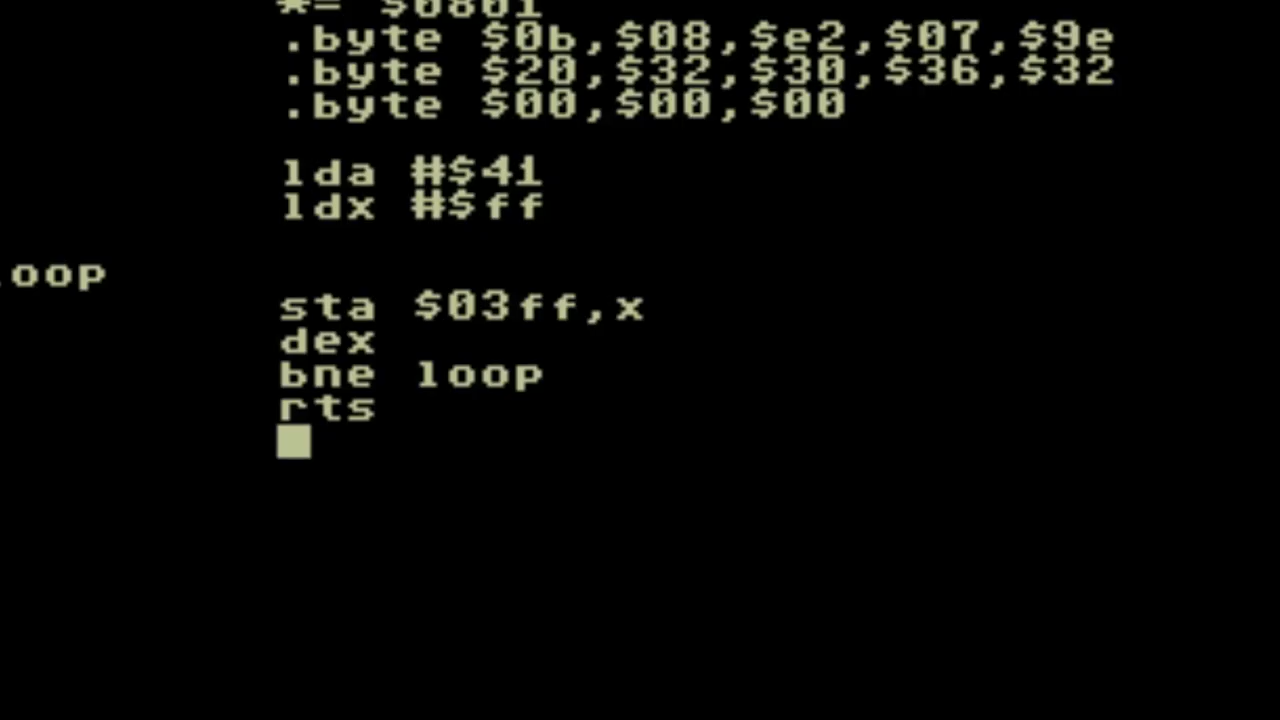 *= $0801
.byte $0b,$08,$e2,$07,$9e
.byte $20,$32,$30,$36,$32
.byte $00,$00,$00
lda #$41
ldx #$ff
oop
sta $03ff,x
dex
bne loop
rts